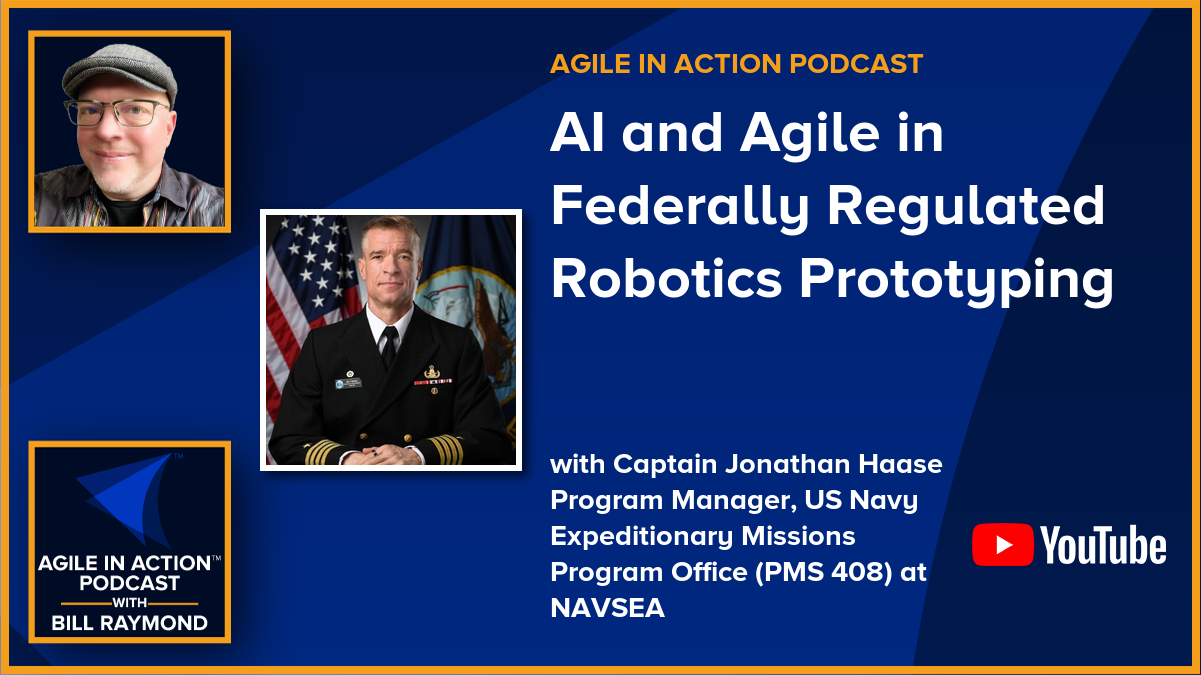 AGILE IN ACTION PODCAST
AI and Agile in
Federally Regulated
Robotics Prototyping
with Captain Jonathan Haase
Program Manager, US Navy
Expeditionary Missions
Program Office (PMS 408) at
NAVSEA
YouTube
TM
AGILE IN ACTION™
PODCAST
WITH
BILL RAYMOND